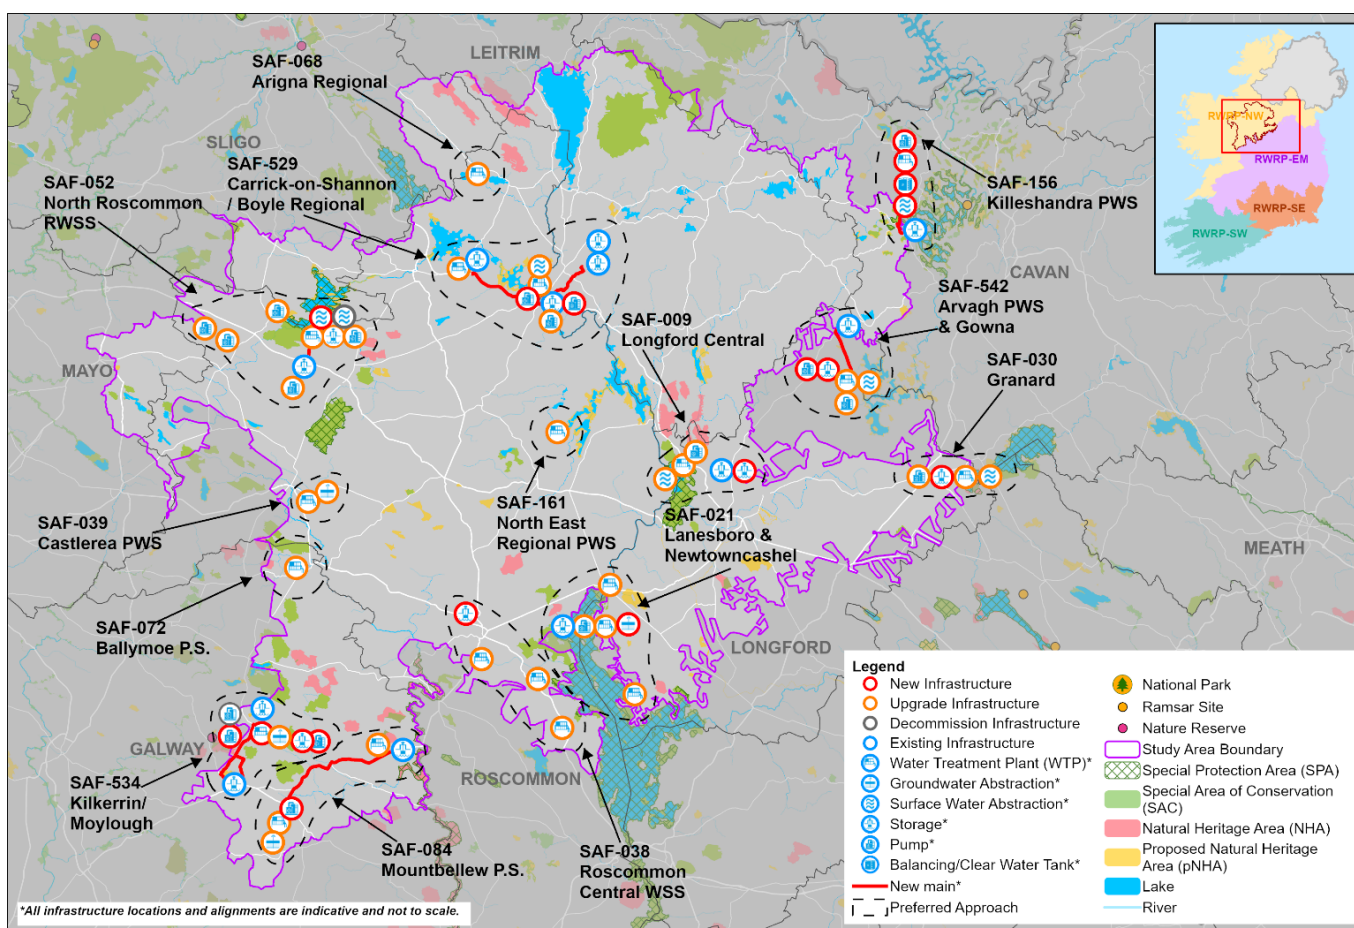 LEITRIM
SAF-068
Arigna Regional
SLIGO
SAF-529
Carrick-on-Shannon
/ Boyle Regional
SAF-052
North Roscommon
RWSS
MAYO
SAF-156
Killeshandra PWS
CAVAN
SAF-542
Arvagh PWS
& Gowna
SAF-009
Longford Central
SAF-030
Granard
MEATH
SAF-039
Castlerea PWS
SAF-161
North East
Regional PWS
SAF-021
Lanesboro &
Newtowncashel
SAF-072
Ballymoe P.S.
LONGFORD
GALWAY
ROSCOMMON
SAF-534
Kilkerrin/
Moylough
SAF-084
Mountbellew P.S.
SAF-038
Roscommon
Central WSS
*All infrastructure locations and alignments are indicative and not to scale.
RWRP-NW
RWRP-EM
RWRP-SE
RWRP-SW
Legend
New Infrastructure
Upgrade Infrastructure
Decommission Infrastructure
Existing Infrastructure
Water Treatment Plant (WTP)*
Groundwater Abstraction*
Surface Water Abstraction*
Storage*
Pump*
Balancing/Clear Water Tank*
New main*
Preferred Approach
National Park
Ramsar Site
Nature Reserve
Study Area Boundary
Special Protection Area (SPA)
Special Area of Conservation
(SAC)
Natural Heritage Area (NHA)
Proposed Natural Heritage
Area (pNHA)
Lake
River